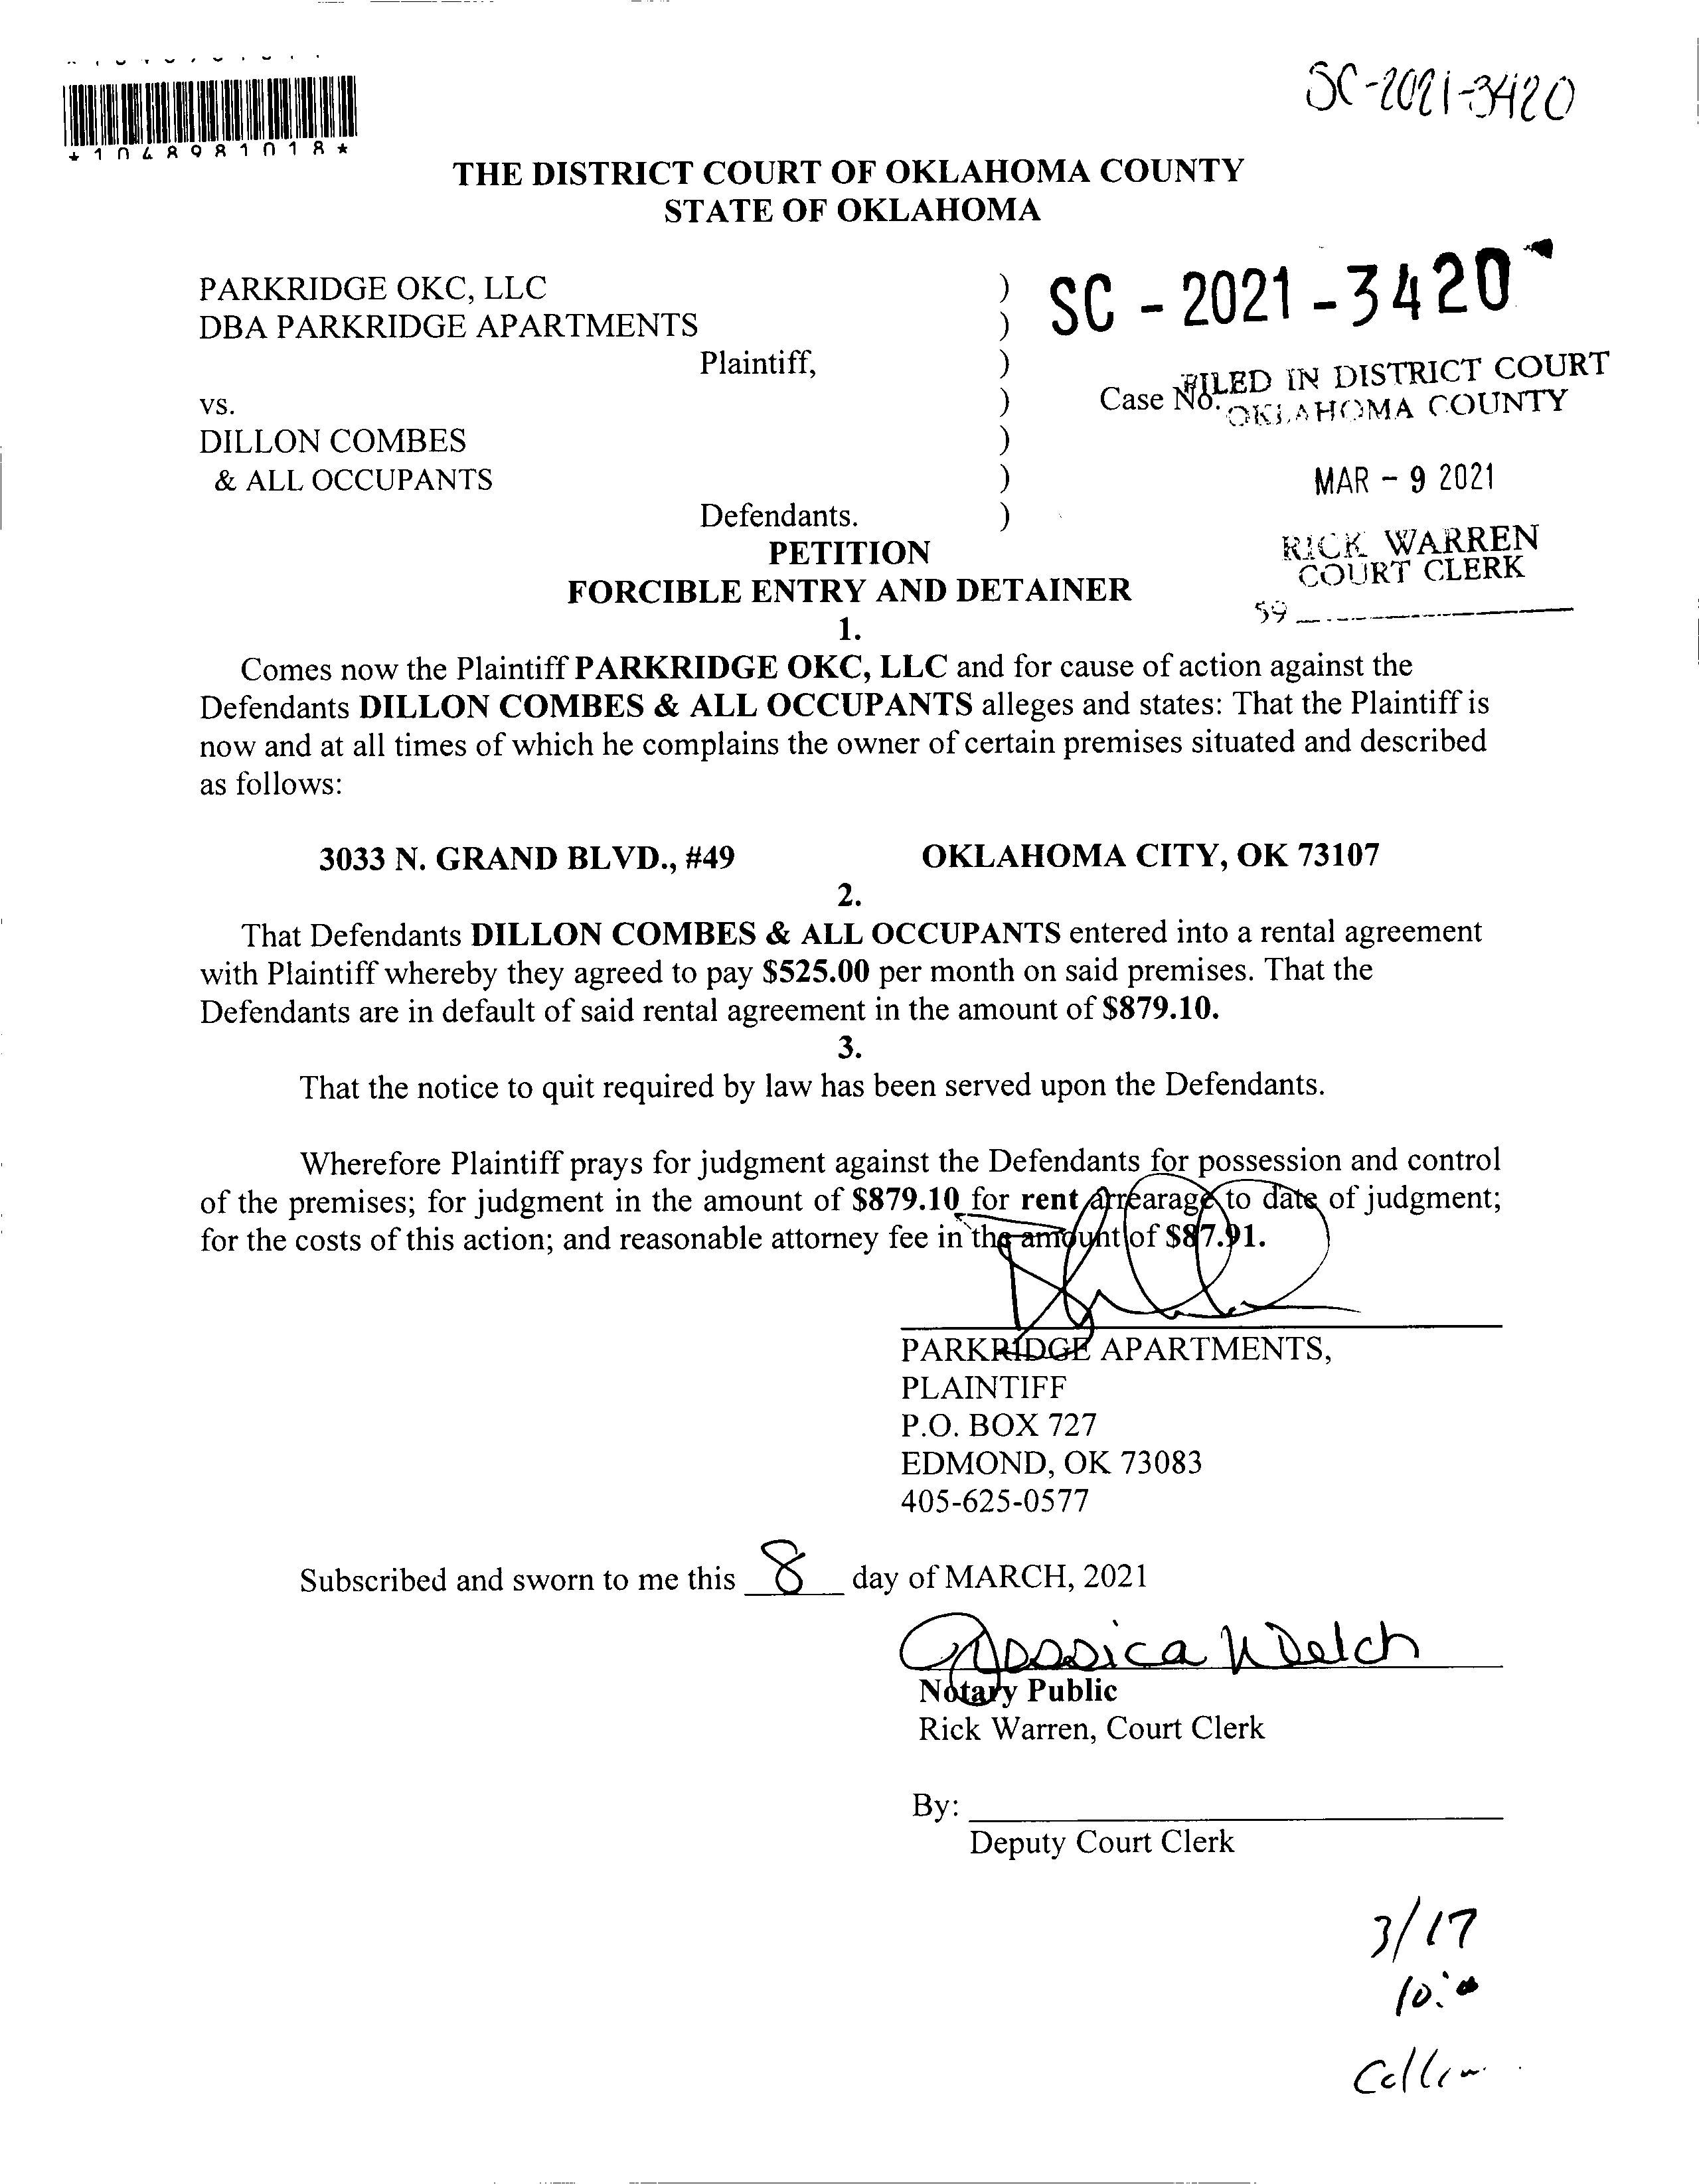 SC-2021-3420
*1048981018*
THE DISTRICT COURT OF OKLAHOMA COUNTY
STATE OF OKLAHOMA
PARKRIDGE OKC, LLC )
SC - 2021 - 3420
DBA PARKRIDGE APARTMENTS )
Plaintiff, )
FILED IN DISTRICT COURT
vs. ) Case No.
OKLAHOMA COUNTY
DILLON COMBES )
& ALL OCCUPANTS )
MAR - 9 2021
Defendants. )
PETITION
RICK WARREN
COURT CLERK
FORCIBLE ENTRY AND DETAINER
59
1.
Comes now the Plaintiff PARKRIDGE OKC, LLC and for cause of action against the
Defendants DILLON COMBES & ALL OCCUPANTS alleges and states: That the Plaintiff is
now and at all times of which he complains the owner of certain premises situated and described
as follows:
3033 N. GRAND BLVD., #49 OKLAHOMA CITY, OK 73107
2.
That Defendants DILLON COMBES & ALL OCCUPANTS entered into a rental agreement
with Plaintiff whereby they agreed to pay $525.00 per month on said premises. That the
Defendants are in default of said rental agreement in the amount of $879.10.
3.
That the notice to quit required by law has been served upon the Defendants.
Wherefore Plaintiff prays for judgment against the Defendants for possession and control
of the premises; for judgment in the amount of $879.10 for rent arrearage to date of judgment;
for the costs of this action; and reasonable attorney fee in the amount of $87.91.
PARKRIDGE APARTMENTS,
PLAINTIFF
P.O. BOX 727
EDMOND, OK 73083
405-625-0577
Subscribed and sworn to me this 8 day of MARCH, 2021
Jessica Welch
Notary Public
Rick Warren, Court Clerk
By:
Deputy Court Clerk
3/17